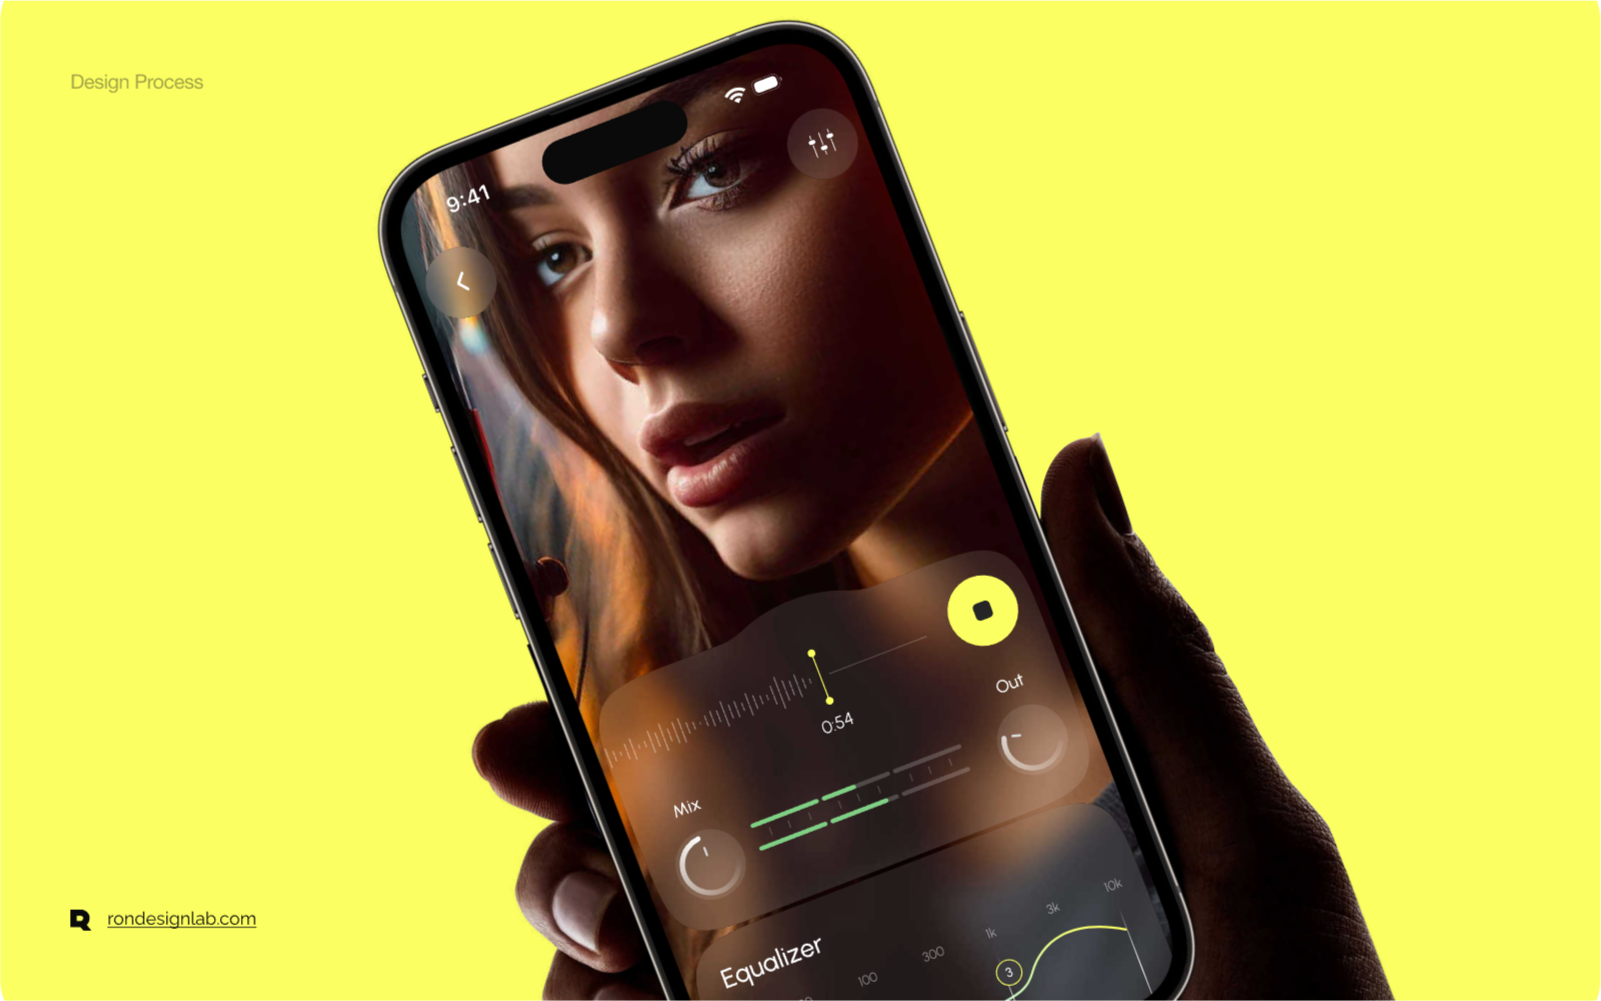 Design Process
9:41
Out
0:54
Mix
10k
3k
1k
300
100
Equalizer
3
R rondesignlab.com